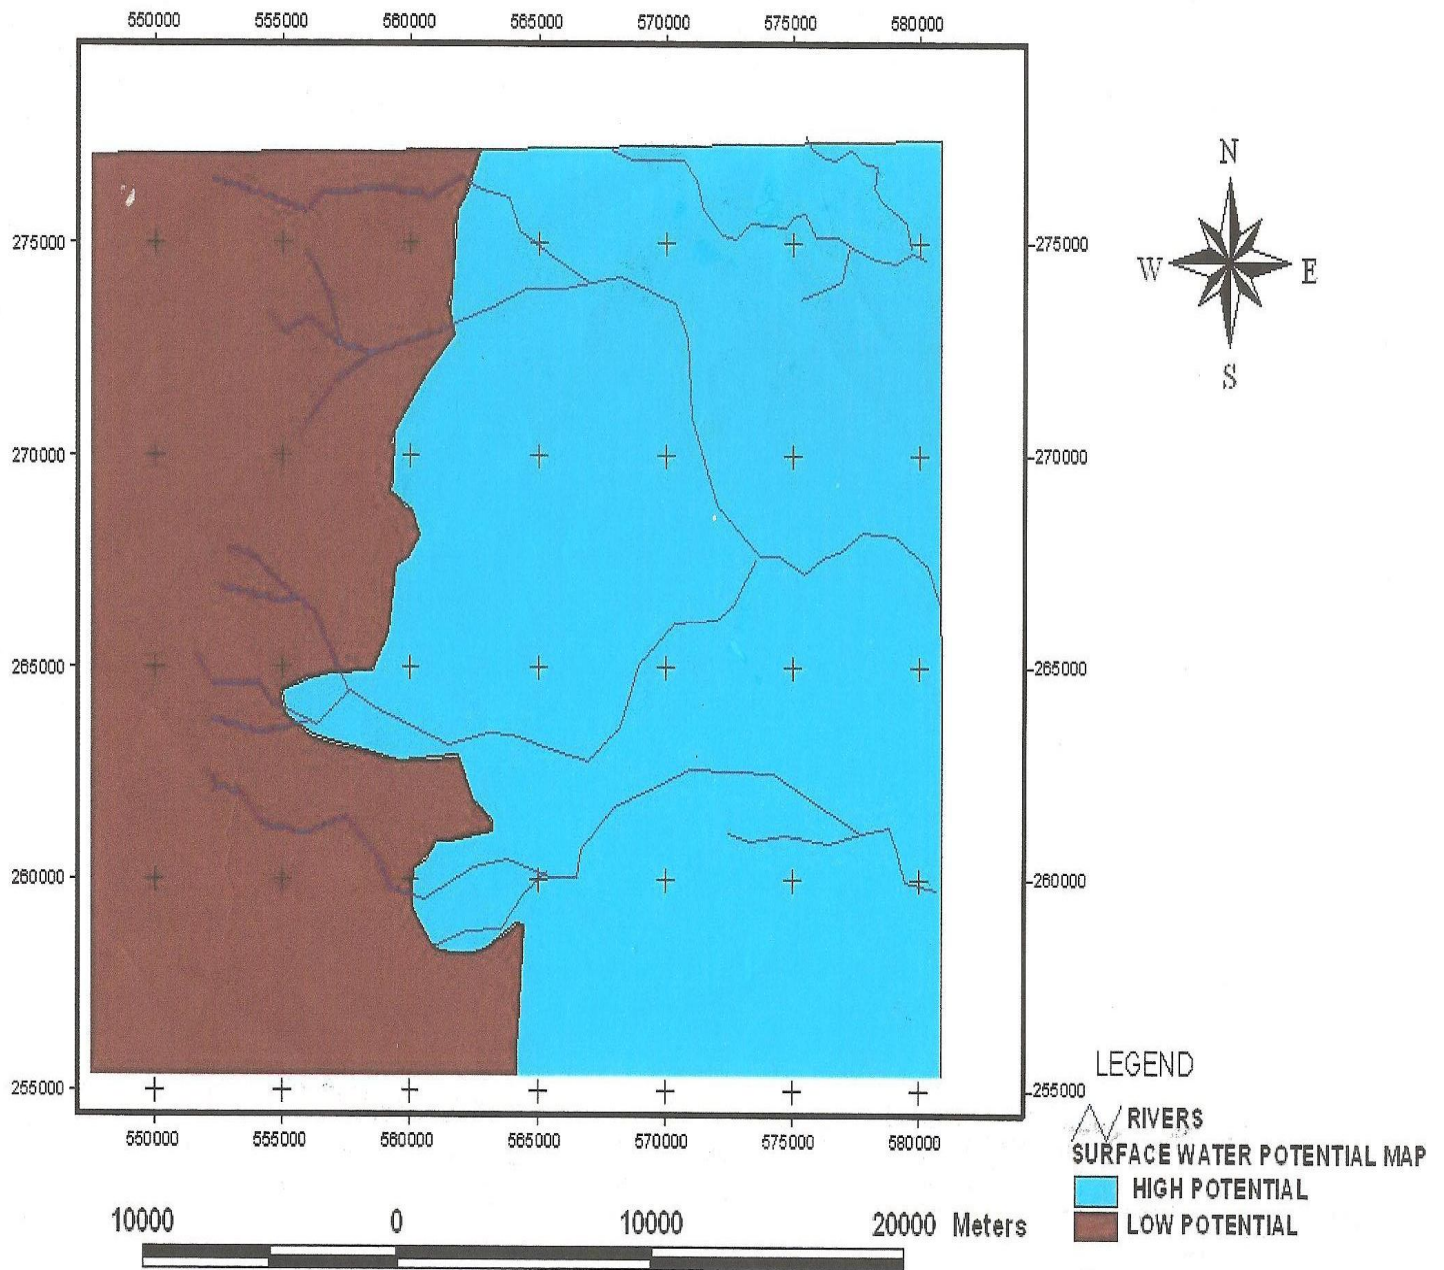 550000 555000 560000 565000 570000 575000 580000
N
W E
S
275000 275000
270000 270000
265000 265000
260000 260000
255000 255000
550000 555000 560000 565000 570000 575000 580000
LEGEND
RIVERS
SURFACE WATER POTENTIAL MAP
HIGH POTENTIAL
LOW POTENTIAL
10000 0 10000 20000 Meters